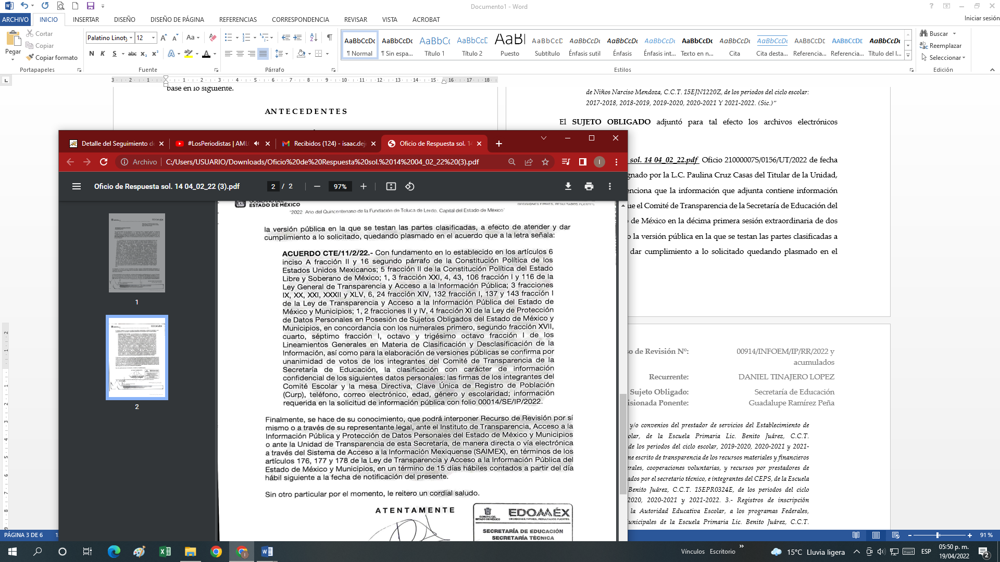 Documento1 - Word
ARCHIVO INICIO INSERTAR DISEÑO DISEÑO DE PÁGINA REFERENCIAS CORRESPONDENCIA REVISAR VISTA ACROBAT
Iniciar sesión
Pegar
Cortar
Copiar
Copiar formato
Portapapeles
Palatino Linoty 12
Fuente
Párrafo
AaBbCcDc AaBbCcDc AaBbCc AaBbCcD AaBl AaBbCcD AaBbCcDc AaBbCcDc AaBbCcDc AaBbCcDc AaBbCcDc AaBbCcDc AABBCCDD AABBCCDD AaBbCcDc
¶ Normal ¶ Sin espa... Título 1 Título 2 Puesto Subtítulo Énfasis sutil Énfasis Énfasis int... Texto en n... Cita Cita desta... Referencia... Referencia... Título del l...
Estilos
Buscar
Reemplazar
Seleccionar
Edición
base en lo siguiente.
ANTECEDENTES
de Niños Narciso Mendoza, C.C.T. 15EJN1220Z, de los periodos del ciclo escolar:
2017-2018, 2018-2019, 2019-2020, 2020-2021 Y 2021-2022. (Sic.)”
El SUJETO OBLIGADO adjuntó para tal efecto los archivos electrónicos
sol. 14 04_02_22.pdf Oficio 21000007S/0156/UT/2022 de fecha
gnado por la L.C. Paulina Cruz Casas del Titular de la Unidad,
enciona que la información que adjunta contiene información
ue el Comité de Transparencia de la Secretaría de Educación del
de México en la décima primera sesión extraordinaria de dos
o la versión pública en la que se testan las partes clasificadas a
dar cumplimiento a lo solicitado quedando plasmado en el
so de Revisión N°: 00914/INFOEM/IP/RR/2022 y
acumulados
Recurrente: DANIEL TINAJERO LOPEZ
Sujeto Obligado: Secretaría de Educación
isionada Ponente: Guadalupe Ramírez Peña
y/o convenios del prestador de servicios del Establecimiento de
olar, de la Escuela Primaria Lic. Benito Juárez, C.C.T.
de los periodos del ciclo escolar, 2019-2020, 2020-2021 y 2021-
me escrito de transparencia de los recursos materiales y financieros
erales, cooperaciones voluntarias, y recursos por prestadores de
ados por el secretario técnico, e integrantes del CEPS, de la Escuela
Benito Juárez, C.C.T. 15EPR0324E, de los periodos del ciclo
2020, 2020-2021 y 2021-2022. 3.- Registros de inscripción
la Autoridad Educativa Escolar, a los programas Federales,
unicipales de la Escuela Primaria Lic. Benito Juárez, C.C.T.
Detalle del Seguimiento de
#LosPeriodistas | AMLO
Recibidos (124) - isaac.dej
Oficio de Respuesta sol. 14
Archivo C:/Users/USUARIO/Downloads/Oficio%20de%20Respuesta%20sol.%2014%2004_02_22%20(3).pdf
Oficio de Respuesta sol. 14 04_02_22 (3).pdf 2 / 2 97%
1
2
GOBIERNO DEL
ESTADO DE MÉXICO
DECISIONES FIRMES, RESULTADOS FUERTES
“2022. Año del Quincentenario de la Fundación de Toluca de Lerdo, Capital del Estado de México”
la versión pública en la que se testan las partes clasificadas, a efecto de atender y dar
cumplimiento a lo solicitado, quedando plasmado en el acuerdo que a la letra señala:
ACUERDO CTE/11/2/22.- Con fundamento en lo establecido en los artículos 6
inciso A fracción II y 16 segundo párrafo de la Constitución Política de los
Estados Unidos Mexicanos; 5 fracción II de la Constitución Política del Estado
Libre y Soberano de México; 1, 3 fracción XXI, 4, 43, 106 fracción I y 116 de la
Ley General de Transparencia y Acceso a la Información Pública; 3 fracciones
IX, XX, XXI, XXXII y XLV, 6, 24 fracción XIV, 132 fracción I, 137 y 143 fracción I
de la Ley de Transparencia y Acceso a la Información Pública del Estado de
México y Municipios; 1, 2 fracciones II y IV, 4 fracción XI de la Ley de Protección
de Datos Personales en Posesión de Sujetos Obligados del Estado de México y
Municipios, en concordancia con los numerales primero, segundo fracción XVII,
cuarto, séptimo fracción I, octavo y trigésimo octavo fracción I de los
Lineamientos Generales en Materia de Clasificación y Desclasificación de la
Información, así como para la elaboración de versiones públicas se confirma por
unanimidad de votos de los integrantes del Comité de Transparencia de la
Secretaría de Educación, la clasificación con carácter de información
confidencial de los siguientes datos personales: las firmas de los integrantes del
Comité Escolar y la mesa Directiva, Clave Única de Registro de Población
(Curp), teléfono, correo electrónico, edad, género y escolaridad; información
requerida en la solicitud de información pública con folio 00014/SE/IP/2022.
Finalmente, se hace de su conocimiento, que podrá interponer Recurso de Revisión por sí
mismo o a través de su representante legal, ante el Instituto de Transparencia, Acceso a la
Información Pública y Protección de Datos Personales del Estado de México y Municipios
o ante la Unidad de Transparencia de esta Secretaría, de manera directa o vía electrónica
a través del Sistema de Acceso a la Información Mexiquense (SAIMEX), en términos de los
artículos 176, 177 y 178 de la Ley de Transparencia y Acceso a la Información Pública del
Estado de México y Municipios, en un término de 15 días hábiles contados a partir del día
hábil siguiente a la fecha de notificación del presente.
Sin otro particular por el momento, le reitero un cordial saludo.
ATENTAMENTE
GOBIERNO DEL
ESTADO DE MÉXICO
EDOMÉX
DECISIONES FIRMES, RESULTADOS FUERTES
SECRETARÍA DE EDUCACIÓN
SECRETARÍA TÉCNICA
PÁGINA 3 DE 6
91 %
Vínculos Escritorio
15°C Lluvia ligera
ESP
05:50 p. m.
19/04/2022
2